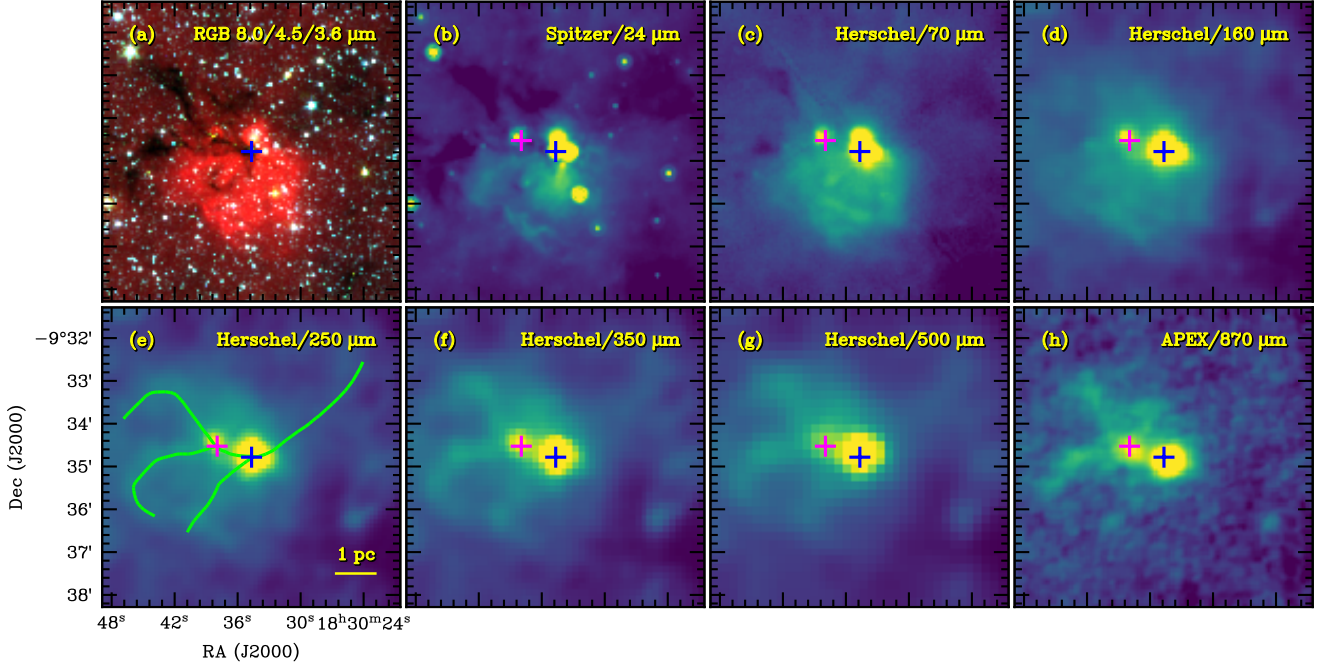 (a) RGB 8.0/4.5/3.6 μm
(b) Spitzer/24 μm
(c) Herschel/70 μm
(d) Herschel/160 μm
(e) Herschel/250 μm
(f) Herschel/350 μm
(g) Herschel/500 μm
(h) APEX/870 μm
−9°32'
33'
34'
35'
36'
37'
38'
Dec (J2000)
1 pc
48ˢ 42ˢ 36ˢ 30ˢ 18ʰ30ᵐ24ˢ
RA (J2000)